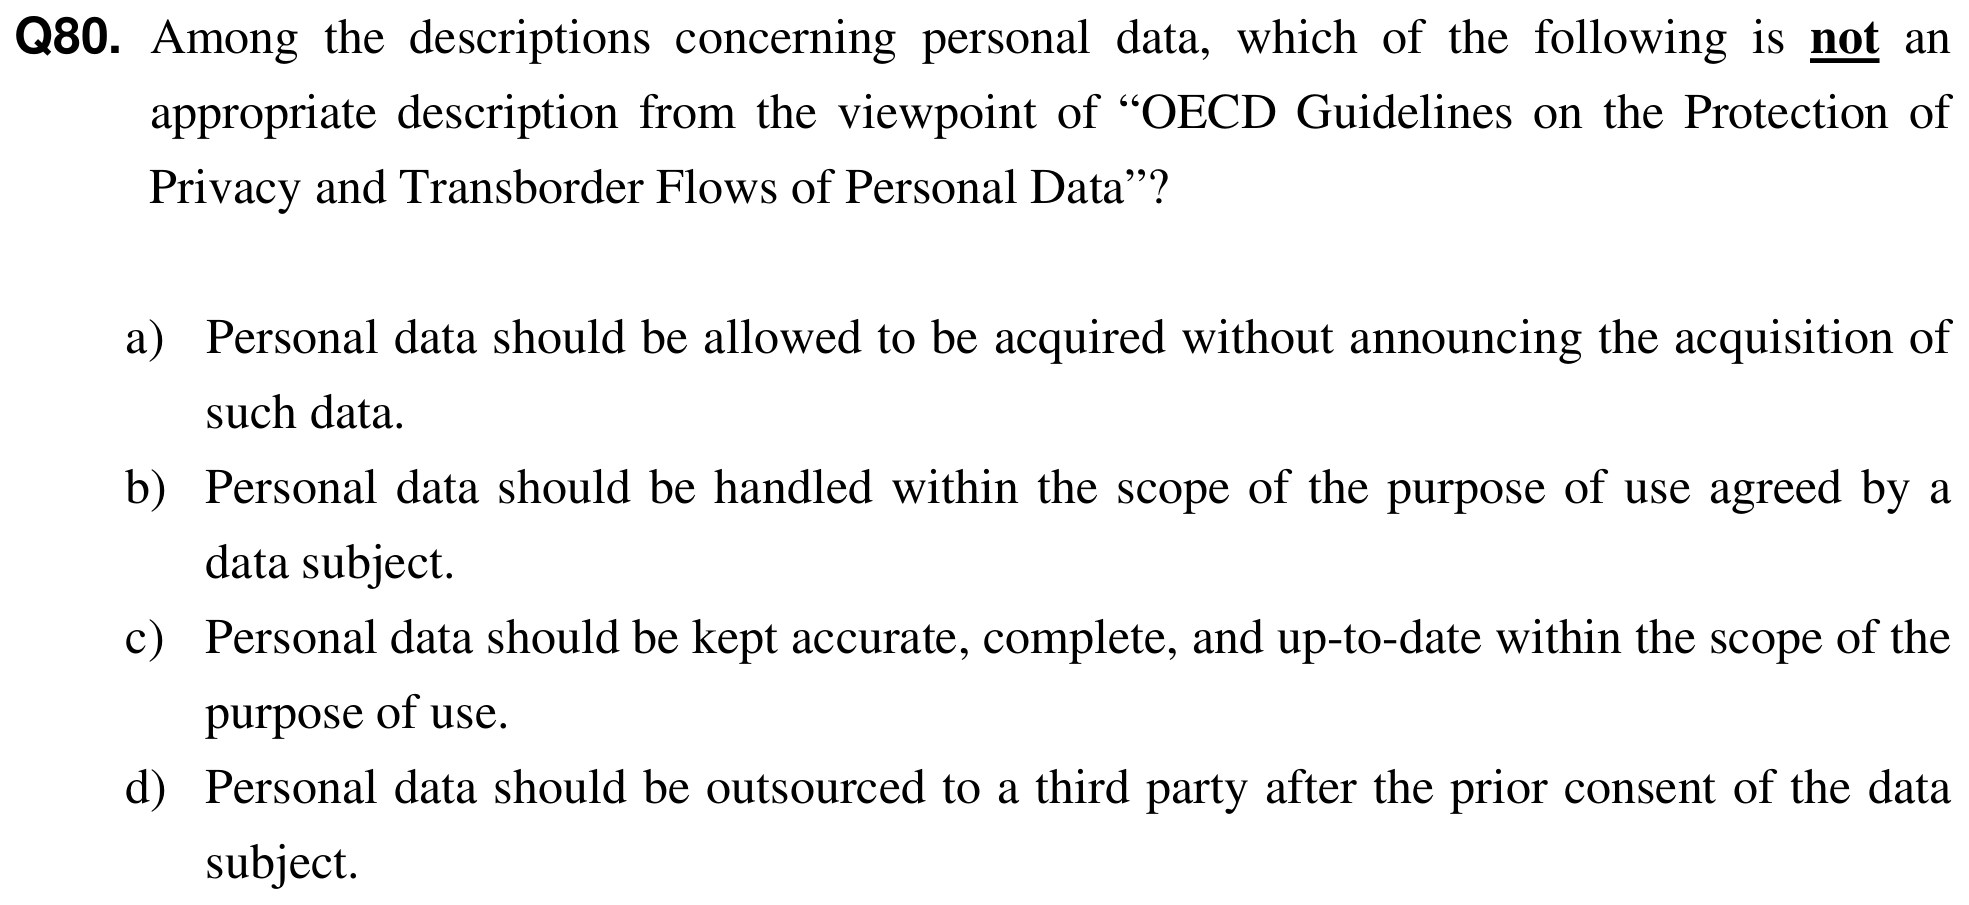 Q80. Among the descriptions concerning personal data, which of the following is not an
appropriate description from the viewpoint of “OECD Guidelines on the Protection of
Privacy and Transborder Flows of Personal Data”?
a) Personal data should be allowed to be acquired without announcing the acquisition of
such data.
b) Personal data should be handled within the scope of the purpose of use agreed by a
data subject.
c) Personal data should be kept accurate, complete, and up-to-date within the scope of the
purpose of use.
d) Personal data should be outsourced to a third party after the prior consent of the data
subject.